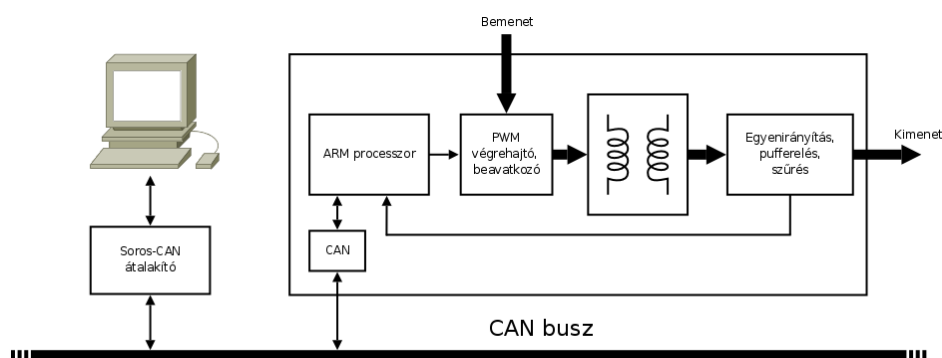 Bemenet
ARM processzor
PWM
végrehajtó,
beavatkozó
Egyenirányítás,
pufferelés,
szűrés
Kimenet
Soros-CAN
átalakító
CAN
CAN busz